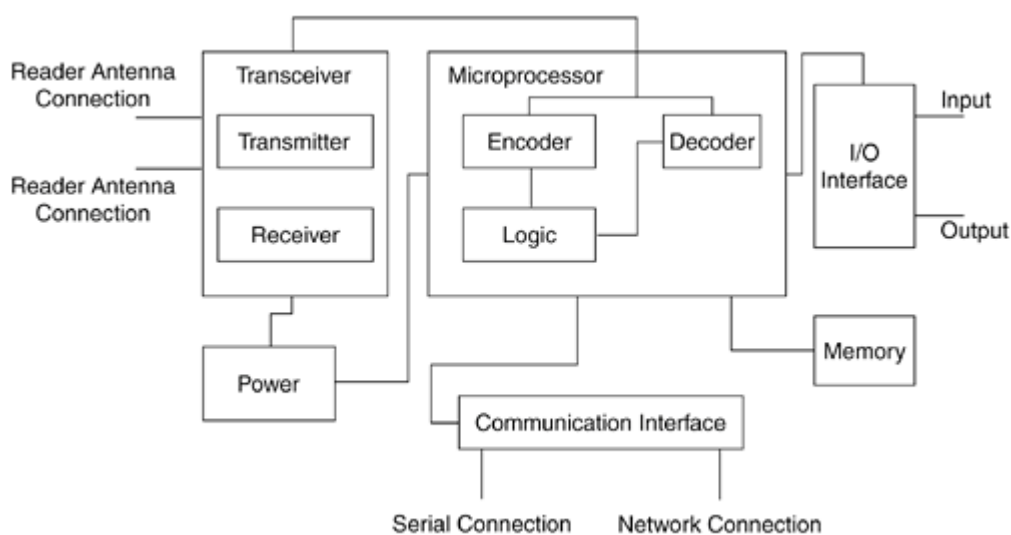 Reader Antenna
Connection
Reader Antenna
Connection
Transceiver
Transmitter
Receiver
Power
Microprocessor
Encoder
Decoder
Logic
I/O
Interface
Input
Output
Memory
Communication Interface
Serial Connection
Network Connection